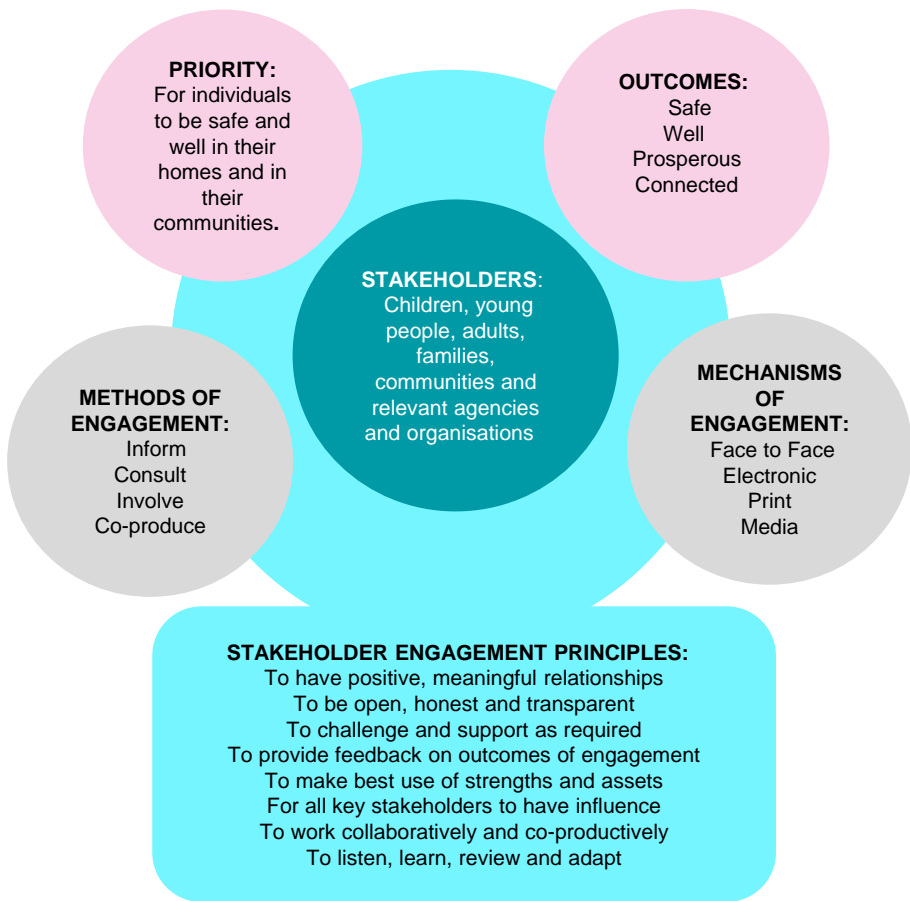 PRIORITY:
For individuals
to be safe and
well in their
homes and in
their
communities.
OUTCOMES:
Safe
Well
Prosperous
Connected
STAKEHOLDERS:
Children, young
people, adults,
families,
communities and
relevant agencies
and organisations
METHODS OF
ENGAGEMENT:
Inform
Consult
Involve
Co-produce
MECHANISMS
OF
ENGAGEMENT:
Face to Face
Electronic
Print
Media
STAKEHOLDER ENGAGEMENT PRINCIPLES:
To have positive, meaningful relationships
To be open, honest and transparent
To challenge and support as required
To provide feedback on outcomes of engagement
To make best use of strengths and assets
For all key stakeholders to have influence
To work collaboratively and co-productively
To listen, learn, review and adapt